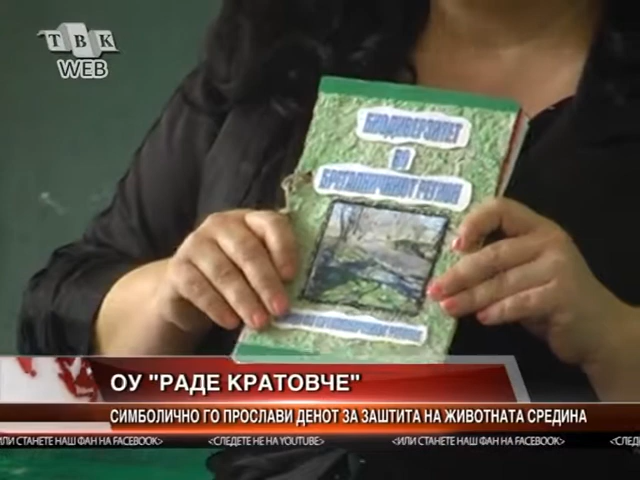 ТВК
WEB
БИОДИВЕРЗИТЕТ
ВО
БРЕГАЛНИЧКИОТ РЕГИОН
ОУ "РАДЕ КРАТОВЧЕ"
СИМБОЛИЧНО ГО ПРОСЛАВИ ДЕНОТ ЗА ЗАШТИТА НА ЖИВОТНАТА СРЕДИНА
ИЛИ СТАНЕТЕ НАШ ФАН НА FACEBOOK> <СЛЕДЕТЕ НЕ НА YOUTUBE> <ИЛИ СТАНЕТЕ НАШ ФАН НА FACEBOOK> <СЛЕД